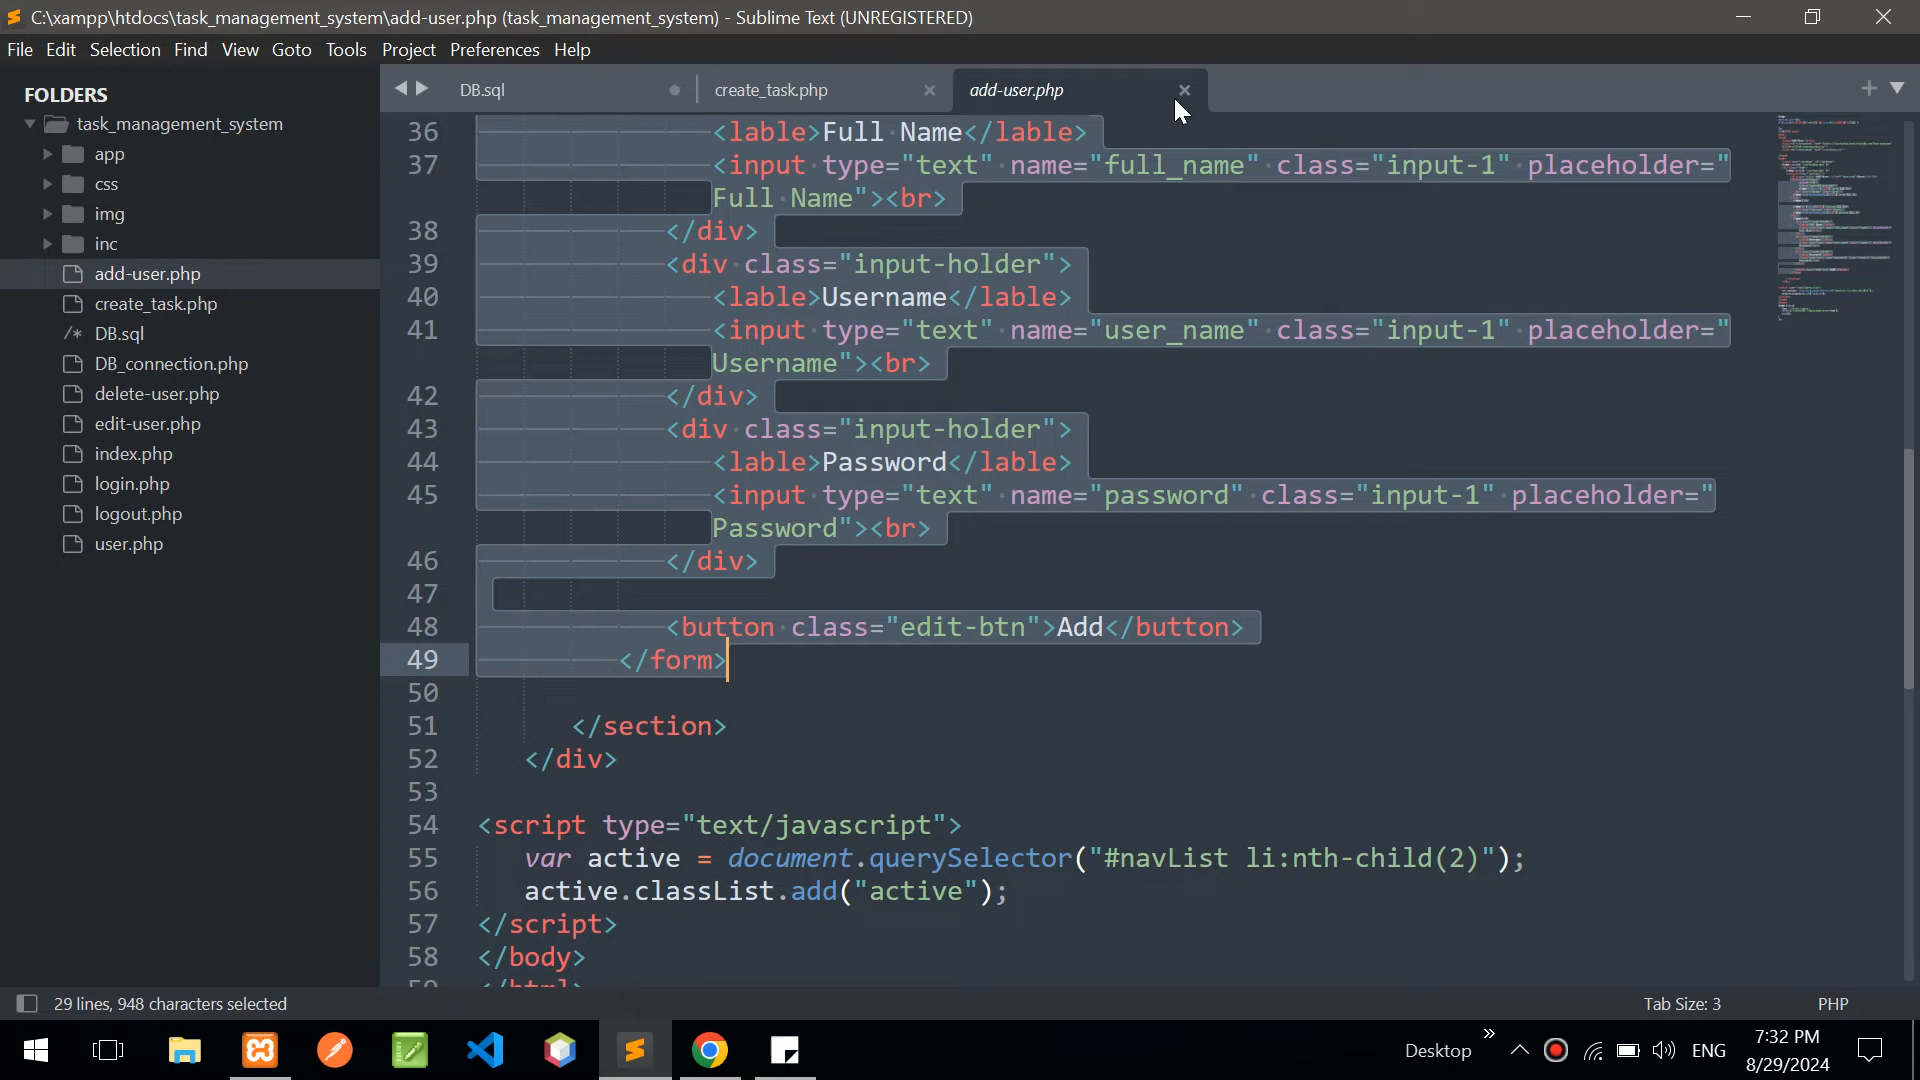 C:\xampp\htdocs\task_management_system\add-user.php (task_management_system) - Sublime Text (UNREGISTERED)
File Edit Selection Find View Goto Tools Project Preferences Help
FOLDERS
task_management_system
app
css
img
inc
add-user.php
create_task.php
/* DB.sql
DB_connection.php
delete-user.php
edit-user.php
index.php
login.php
logout.php
user.php
DB.sql create_task.php add-user.php
36 <lable>Full Name</lable>
37 <input type="text" name="full_name" class="input-1" placeholder="
Full Name"><br>
38 </div>
39 <div class="input-holder">
40 <lable>Username</lable>
41 <input type="text" name="user_name" class="input-1" placeholder="
Username"><br>
42 </div>
43 <div class="input-holder">
44 <lable>Password</lable>
45 <input type="text" name="password" class="input-1" placeholder="
Password"><br>
46 </div>
47
48 <button class="edit-btn">Add</button>
49 </form>
50
51 </section>
52 </div>
53
54 <script type="text/javascript">
55 var active = document.querySelector("#navList li:nth-child(2)");
56 active.classList.add("active");
57 </script>
58 </body>
59 </html>
29 lines, 948 characters selected Tab Size: 3 PHP
Desktop ENG 7:32 PM
8/29/2024